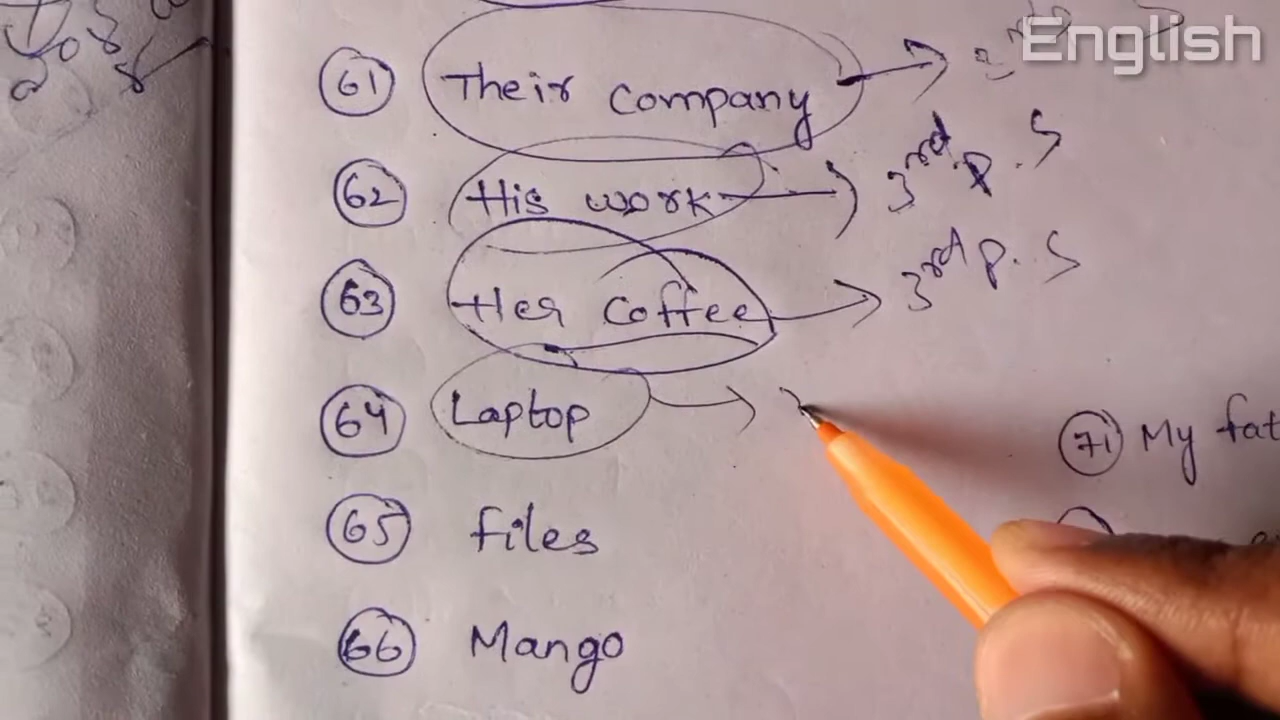 English
61 Their company → 3rd P. S
62 His work → 3rd. P. S
63 Her coffee → 3rd P. S
64 Laptop →
65 files
66 Mango
71 My fat